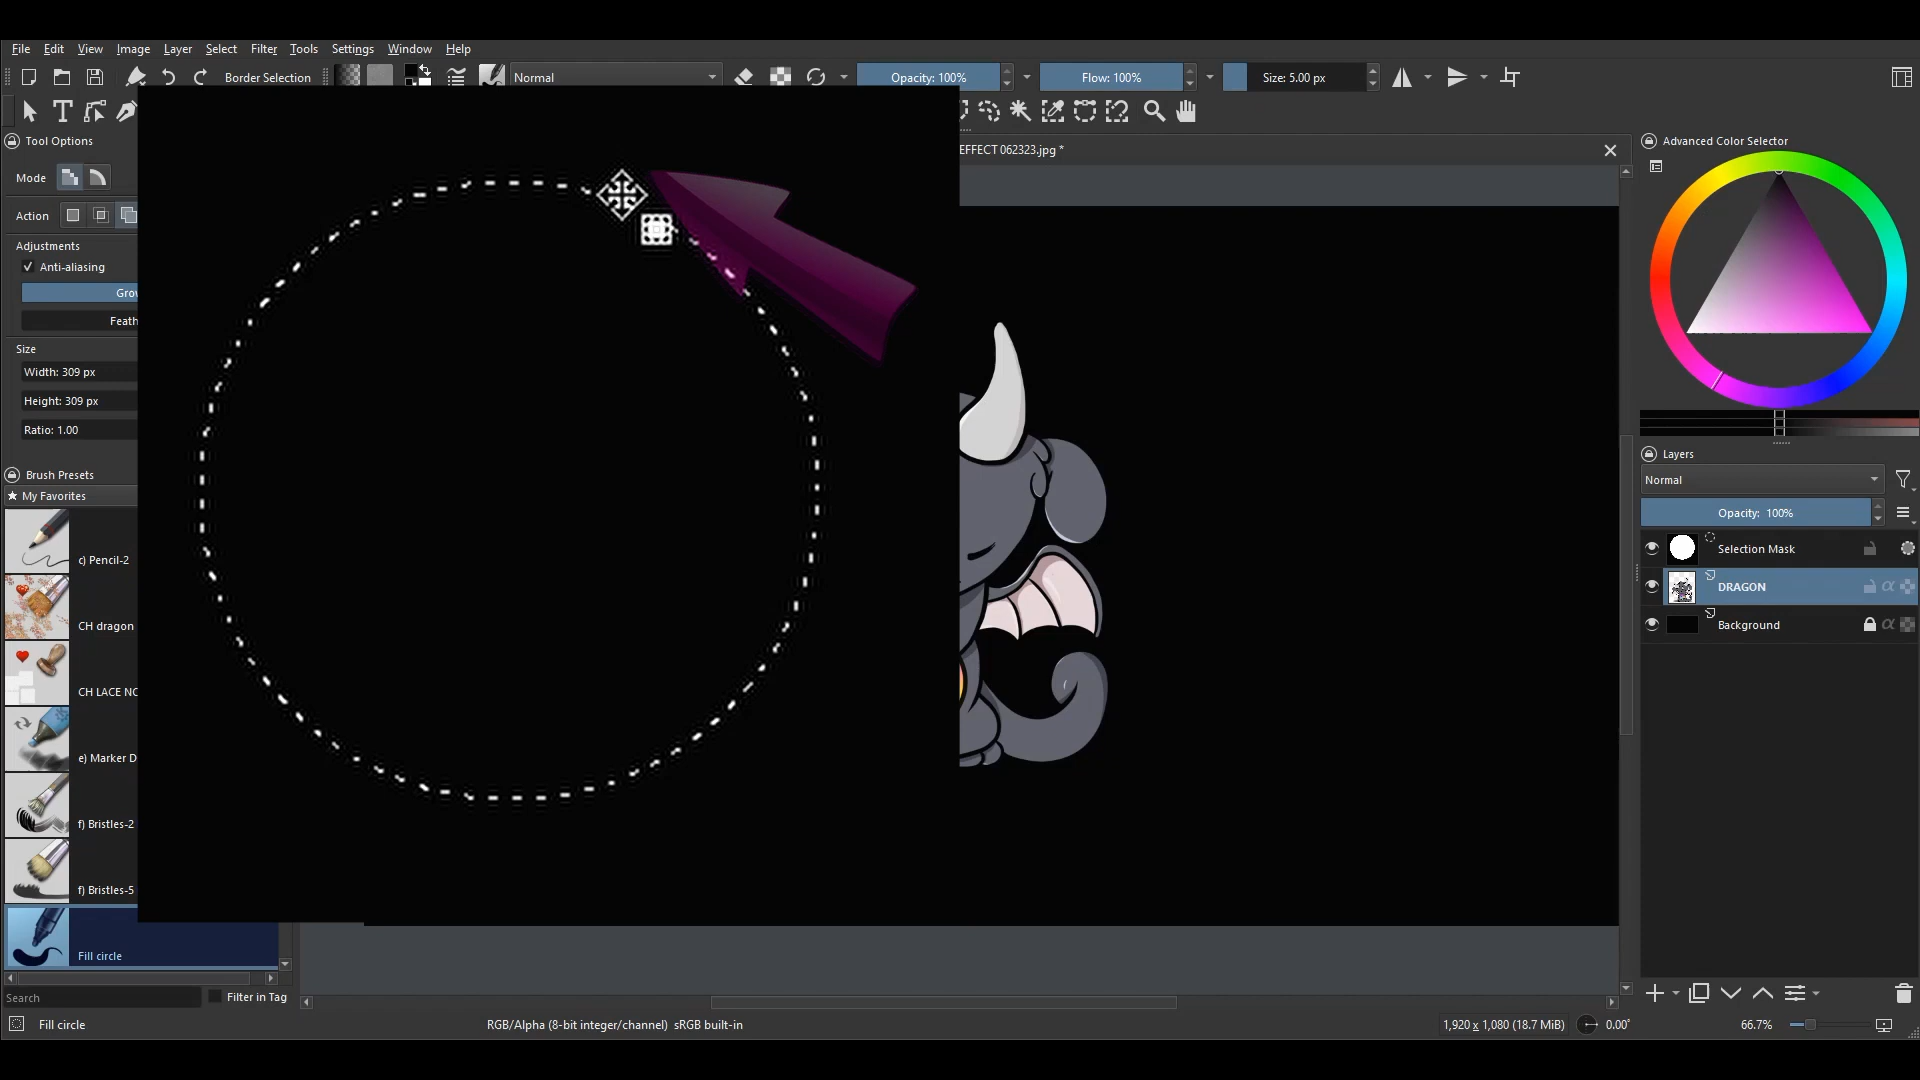 File Edit View Image Layer Select Filter Tools Settings Window Help
Border Selection Normal Opacity: 100% Flow: 100% Size: 5.00 px
Tool Options
EFFECT 062323.jpg *
Advanced Color Selector
Mode
Action
Adjustments
Anti-aliasing
Size
Width: 309 px
Height: 309 px
Ratio: 1.00
Layers
Normal
Opacity: 100%
Selection Mask
DRAGON
Background
Brush Presets
My Favorites
c) Pencil-2
CH dragon
CH LACE
e) Marker
f) Bristles-2
f) Bristles-5
Fill circle
Search Filter in Tag
Fill circle
RGB/Alpha (8-bit integer/channel) sRGB built-in
1,920 x 1,080 (18.7 MiB)
0.00°
66.7%